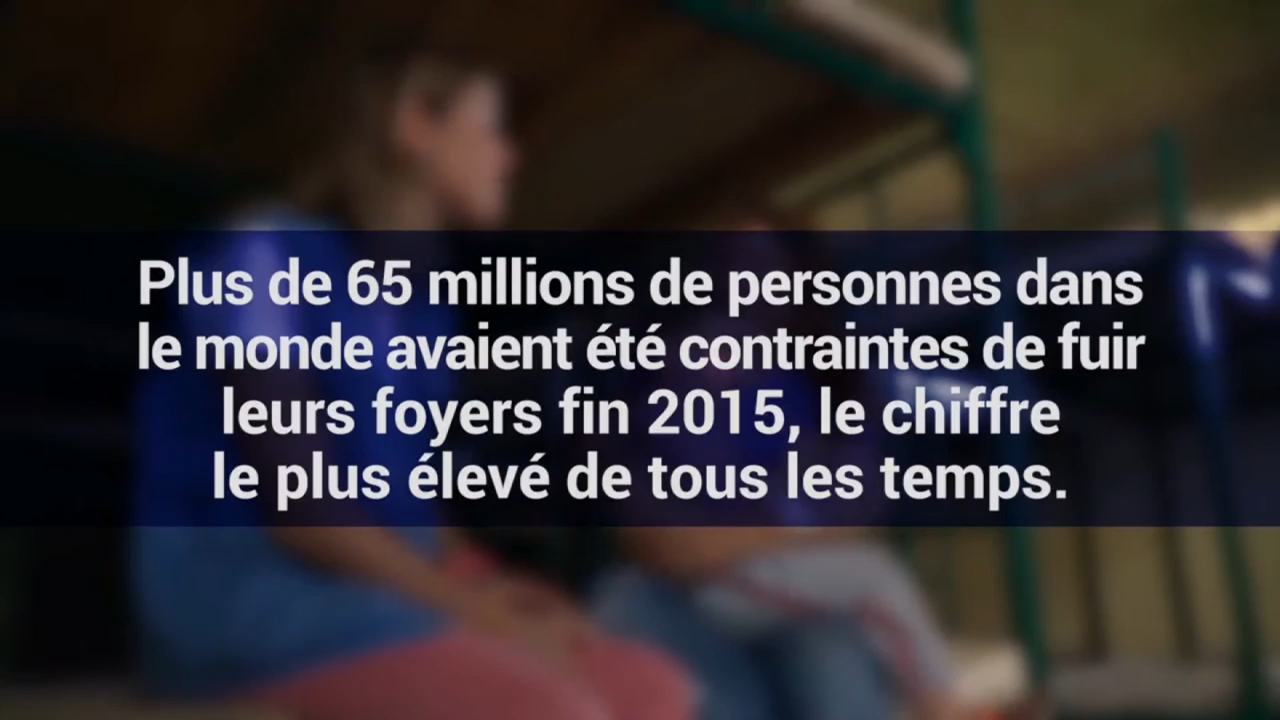 Plus de 65 millions de personnes dans
le monde avaient été contraintes de fuir
leurs foyers fin 2015, le chiffre
le plus élevé de tous les temps.